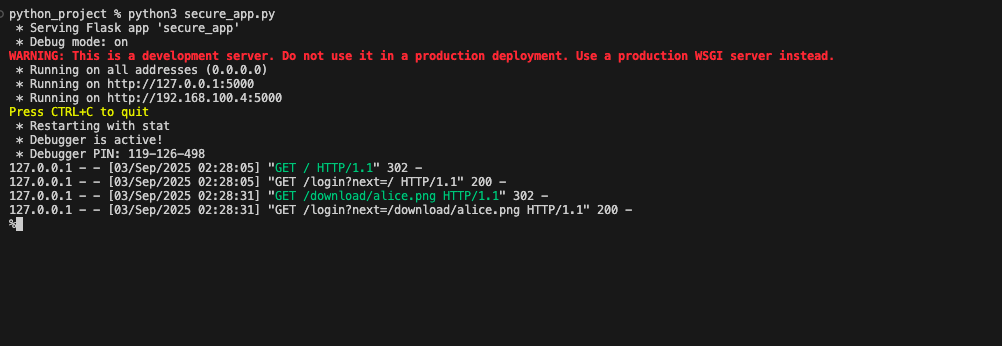 python_project % python3 secure_app.py
* Serving Flask app 'secure_app'
* Debug mode: on
WARNING: This is a development server. Do not use it in a production deployment. Use a production WSGI server instead.
* Running on all addresses (0.0.0.0)
* Running on http://127.0.0.1:5000
* Running on http://192.168.100.4:5000
Press CTRL+C to quit
* Restarting with stat
* Debugger is active!
* Debugger PIN: 119-126-498
127.0.0.1 - - [03/Sep/2025 02:28:05] "GET / HTTP/1.1" 302 -
127.0.0.1 - - [03/Sep/2025 02:28:05] "GET /login?next=/ HTTP/1.1" 200 -
127.0.0.1 - - [03/Sep/2025 02:28:31] "GET /download/alice.png HTTP/1.1" 302 -
127.0.0.1 - - [03/Sep/2025 02:28:31] "GET /login?next=/download/alice.png HTTP/1.1" 200 -
%